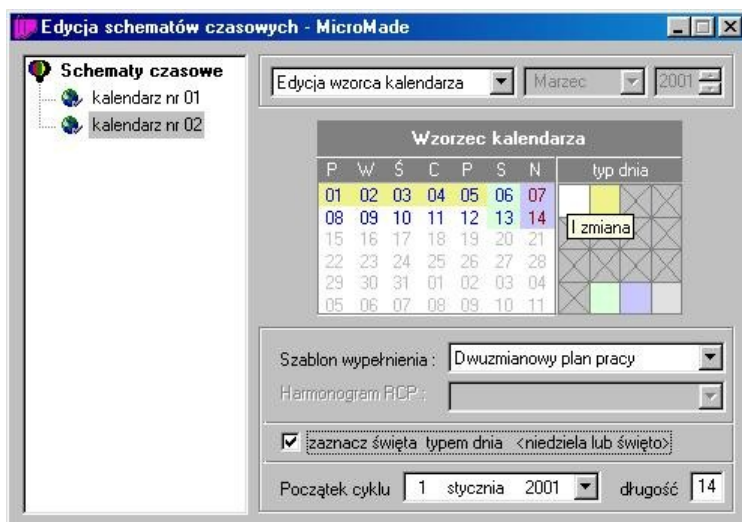 Edycja schematów czasowych - MicroMade
Schematy czasowe
kalendarz nr 01
kalendarz nr 02
Edycja wzorca kalendarza
Marzec
2001
Wzorzec kalendarza
P W Ś C P S N typ dnia
01 02 03 04 05 06 07
08 09 10 11 12 13 14
I zmiana
15 16 17 18 19 20 21
22 23 24 25 26 27 28
29 30 31 01 02 03 04
05 06 07 08 09 10 11
Szablon wypełnienia : Dwuzmianowy plan pracy
Harmonogram RCP :
zaznacz święta typem dnia <niedziela lub święto>
Początek cyklu 1 stycznia 2001 długość 14